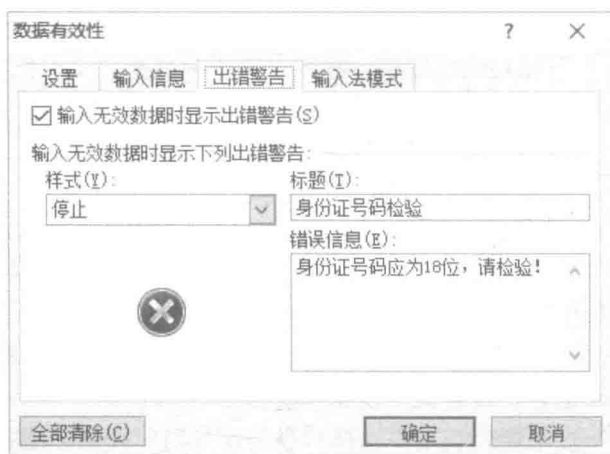 数据有效性 ? ×
设置 输入信息 出错警告 输入法模式
输入无效数据时显示出错警告(S)
输入无效数据时显示下列出错警告:
样式(Y): 标题(T):
停止 身份证号码检验
错误信息(E):
身份证号码应为18位，请检验!
全部清除(C) 确定 取消